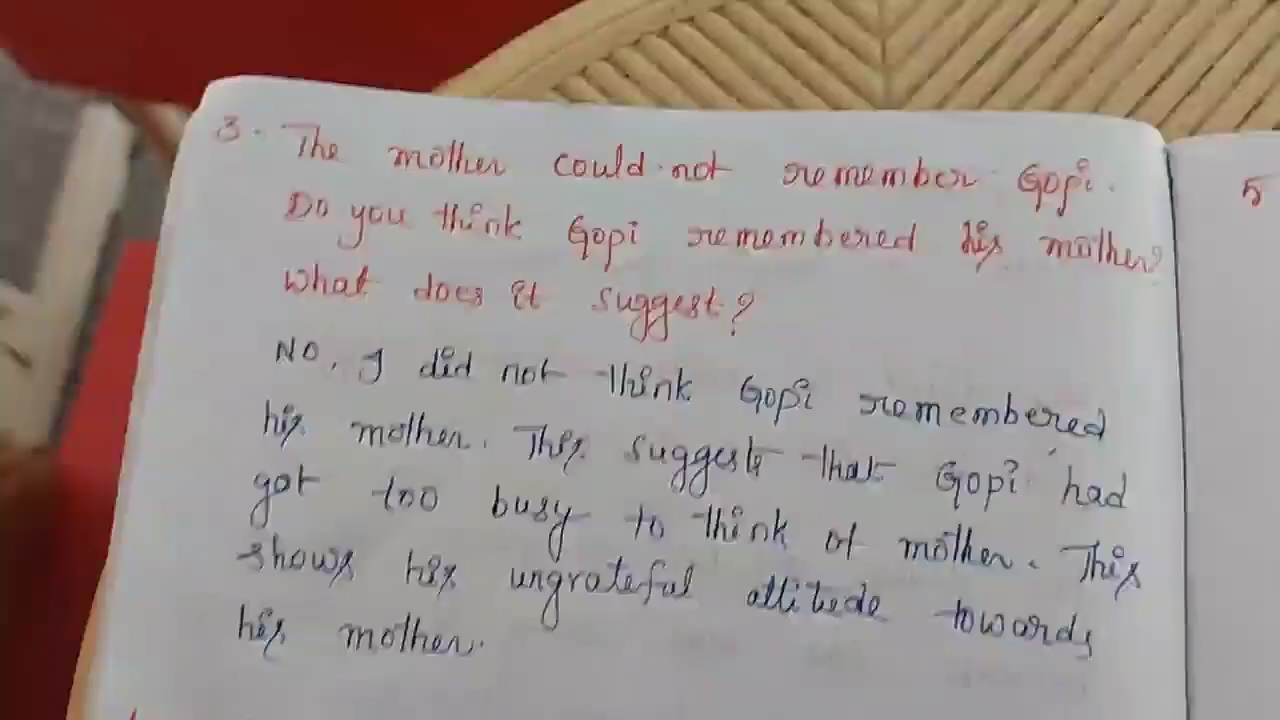 3. The mother could not remember Gopi.
Do you think Gopi remembered his mother?
What does it suggest?
No, I did not think Gopi remembered
his mother. This suggests that Gopi had
got too busy to think of mother. This
shows his ungrateful attitude towards
his mother.
5